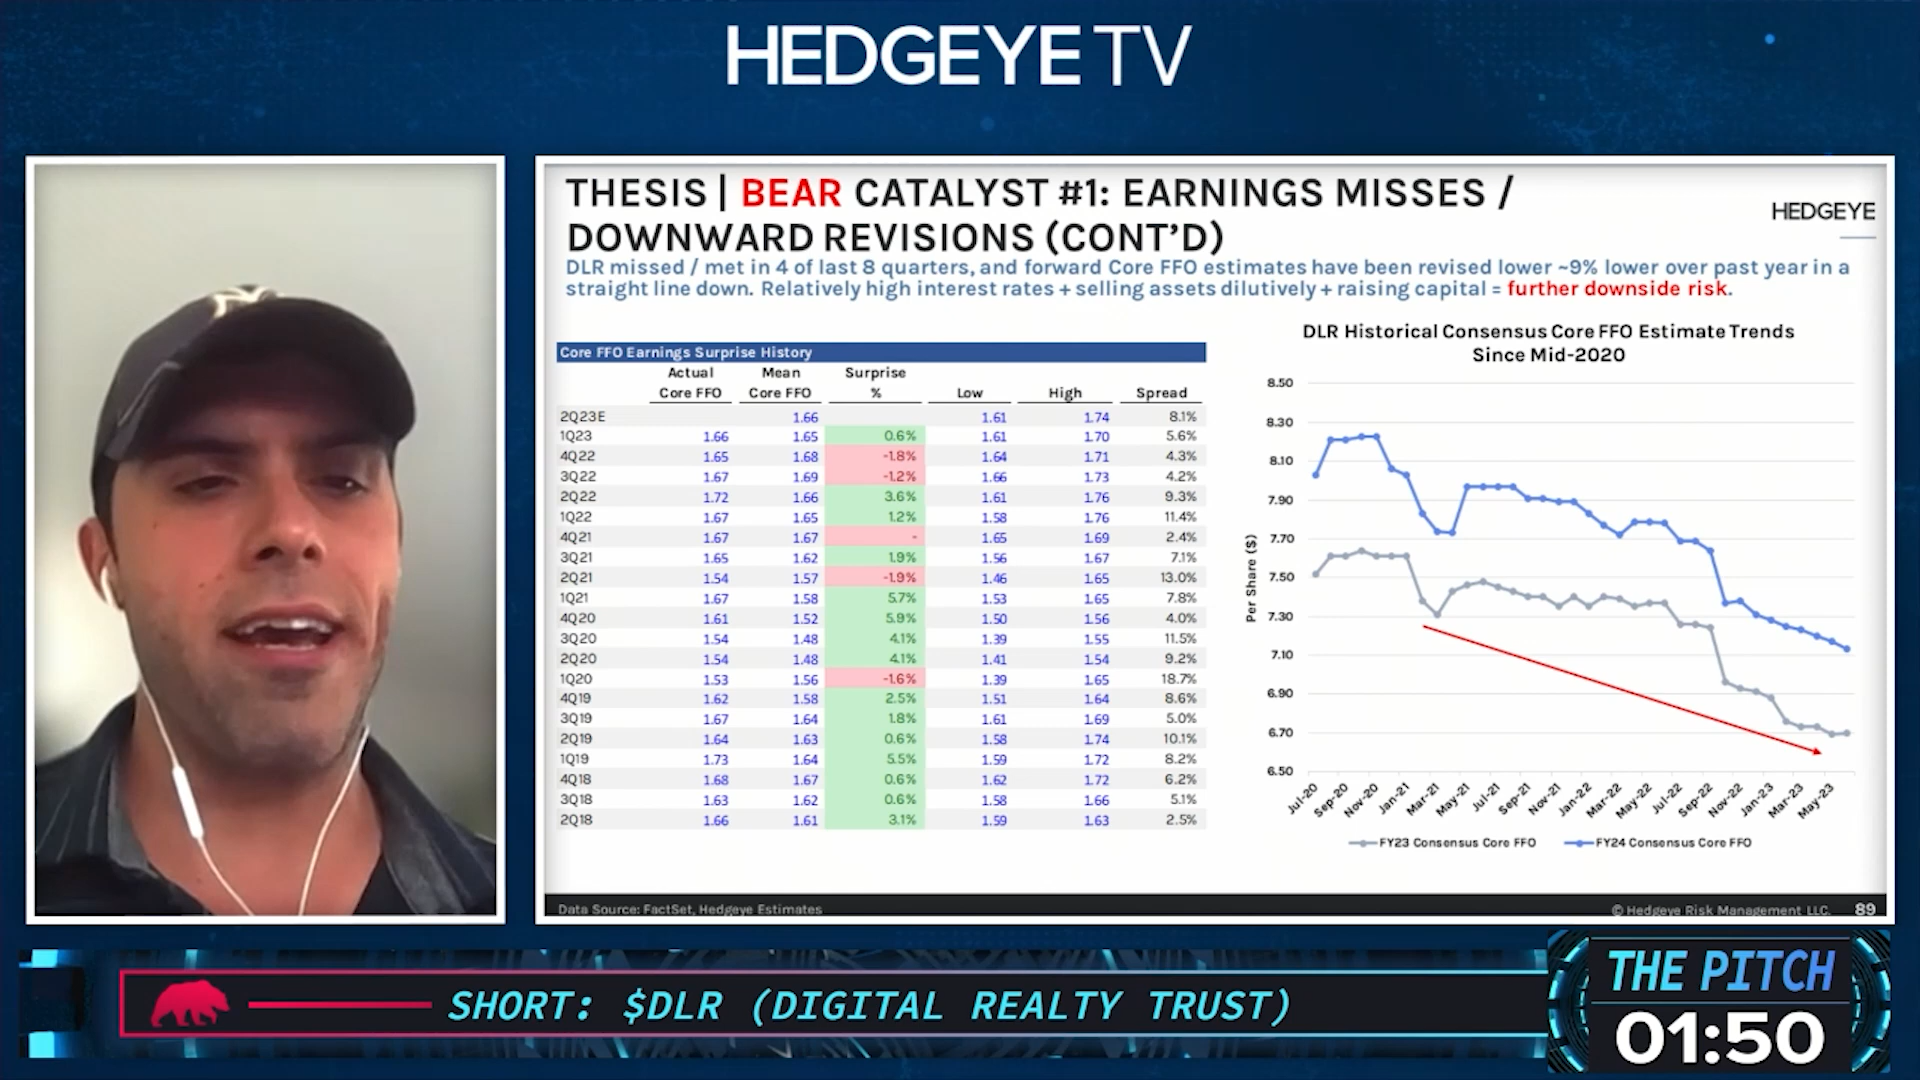 HEDGEYE TV
THESIS | BEAR CATALYST #1: EARNINGS MISSES /
DOWNWARD REVISIONS (CONT'D)
HEDGEYE
DLR missed / met in 4 of last 8 quarters, and forward Core FFO estimates have been revised lower ~9% lower over past year in a
straight line down. Relatively high interest rates + selling assets dilutively + raising capital = further downside risk.
Core FFO Earnings Surprise History
Actual Mean Surprise
Core FFO Core FFO % Low High Spread
2Q23E 1.66 1.61 1.74 8.1%
1Q23 1.66 1.65 0.6% 1.61 1.70 5.6%
4Q22 1.65 1.68 -1.8% 1.64 1.71 4.3%
3Q22 1.67 1.69 -1.2% 1.66 1.73 4.2%
2Q22 1.72 1.66 3.6% 1.61 1.76 9.3%
1Q22 1.67 1.65 1.2% 1.58 1.76 11.4%
4Q21 1.67 1.67 - 1.65 1.69 2.4%
3Q21 1.65 1.62 1.9% 1.56 1.67 7.1%
2Q21 1.54 1.57 -1.9% 1.46 1.65 13.0%
1Q21 1.67 1.58 5.7% 1.53 1.65 7.8%
4Q20 1.61 1.52 5.9% 1.50 1.56 4.0%
3Q20 1.54 1.48 4.1% 1.39 1.55 11.5%
2Q20 1.54 1.48 4.1% 1.41 1.54 9.2%
1Q20 1.53 1.56 -1.6% 1.39 1.65 18.7%
4Q19 1.62 1.58 2.5% 1.51 1.64 8.6%
3Q19 1.67 1.64 1.8% 1.61 1.69 5.0%
2Q19 1.64 1.63 0.6% 1.58 1.74 10.1%
1Q19 1.73 1.64 5.5% 1.59 1.72 8.2%
4Q18 1.68 1.67 0.6% 1.62 1.72 6.2%
3Q18 1.63 1.62 0.6% 1.58 1.66 5.1%
2Q18 1.66 1.61 3.1% 1.59 1.63 2.5%
DLR Historical Consensus Core FFO Estimate Trends
Since Mid-2020
Per Share ($)
8.50
8.30
8.10
7.90
7.70
7.50
7.30
7.10
6.90
6.70
6.50
Jul-20 Sep-20 Nov-20 Jan-21 Mar-21 May-21 Jul-21 Sep-21 Nov-21 Jan-22 Mar-22 May-22 Jul-22 Sep-22 Nov-22 Jan-23 Mar-23 May-23
FY23 Consensus Core FFO FY24 Consensus Core FFO
Data Source: FactSet, Hedgeye Estimates
© Hedgeye Risk Management LLC. 89
SHORT: $DLR (DIGITAL REALTY TRUST)
THE PITCH
01:50